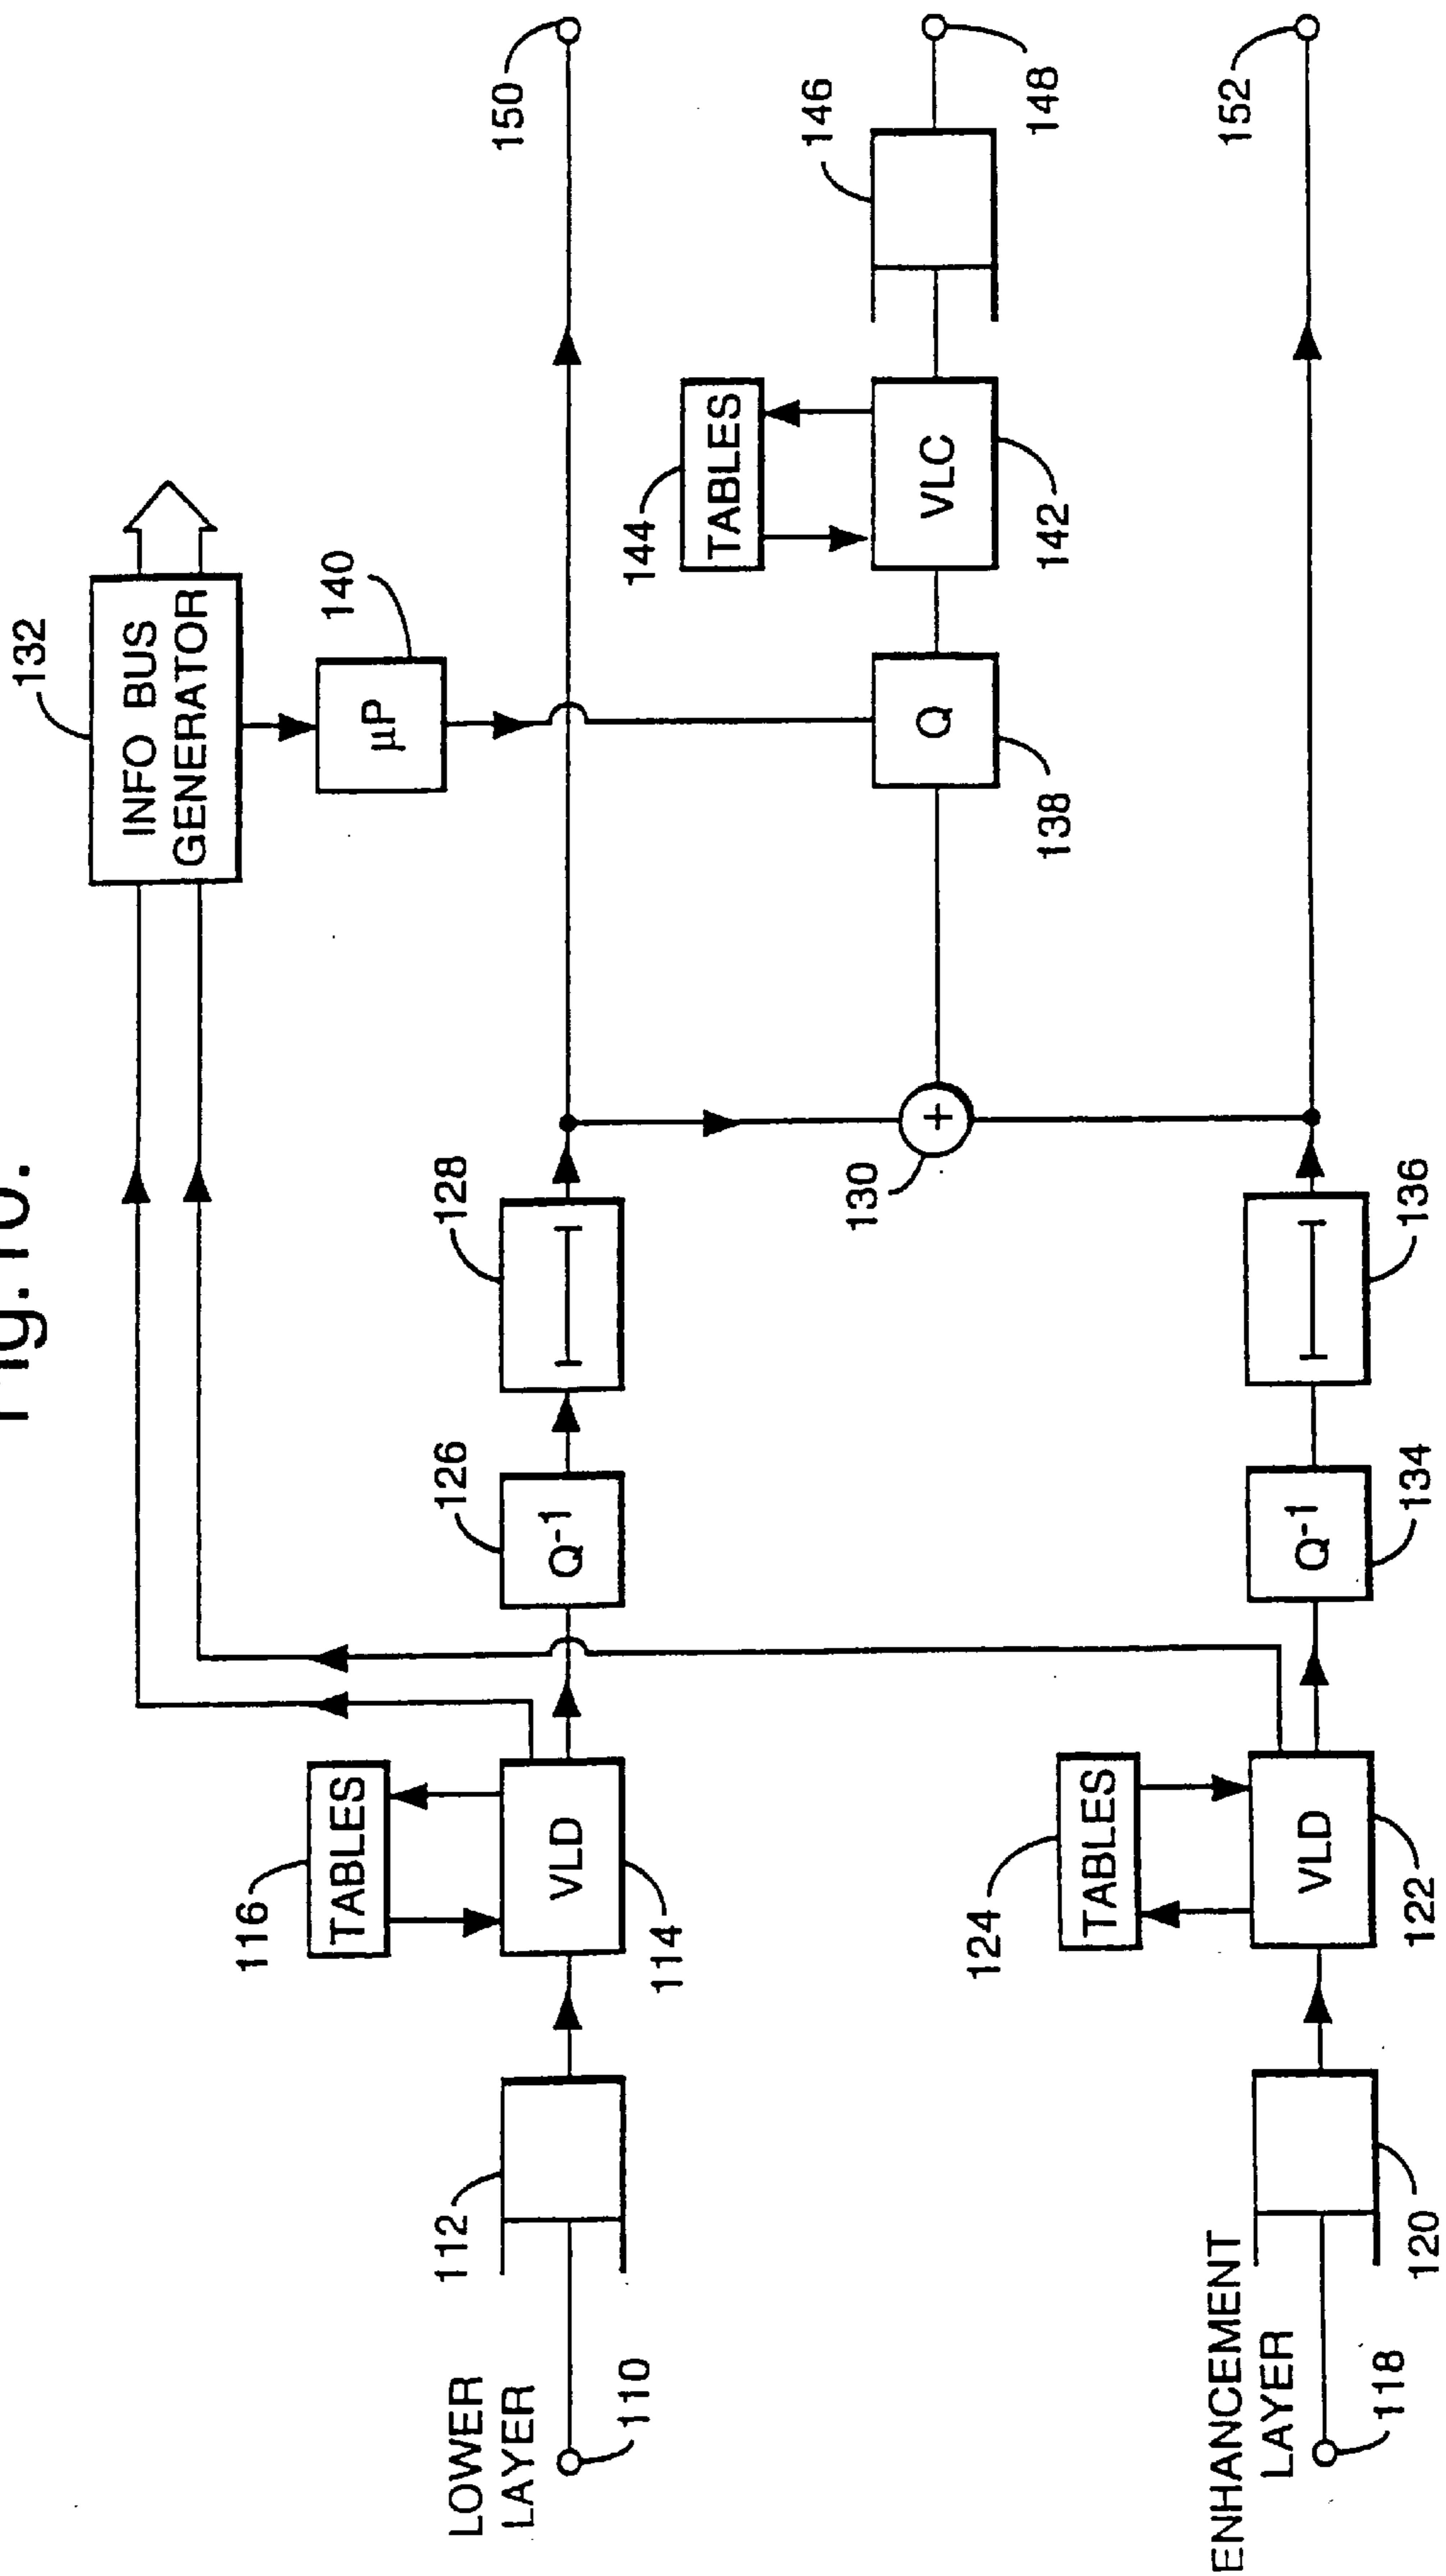 Fig.10.
132
INFO BUS
GENERATOR
140
µP
116
TABLES
LOWER
LAYER
110
112
VLD
114
126
Q-1
128
150
144
TABLES
130
+
Q
138
VLC
142
146
148
124
TABLES
ENHANCEMENT
LAYER
118
120
VLD
122
Q-1
134
136
152